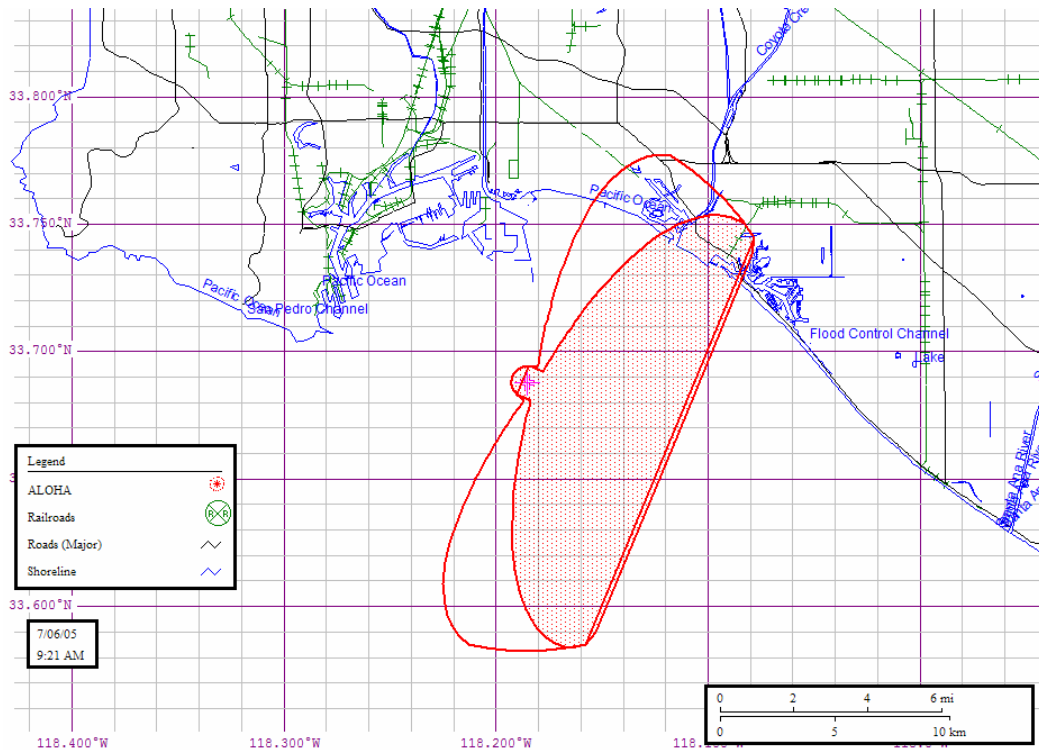 Coyote Cre
33.800°N
Pacific Ocean
33.750°N
Pacific Ocean
Pacific Ocean
San Pedro Channel
Flood Control Channel
33.700°N
Lake
Legend
ALOHA
Railroads
R R
Roads (Major)
Shoreline
Santa Ana River
33.600°N
7/06/05
9:21 AM
0 2 4 6 mi
0 5 10 km
118.400°W
118.300°W
118.200°W